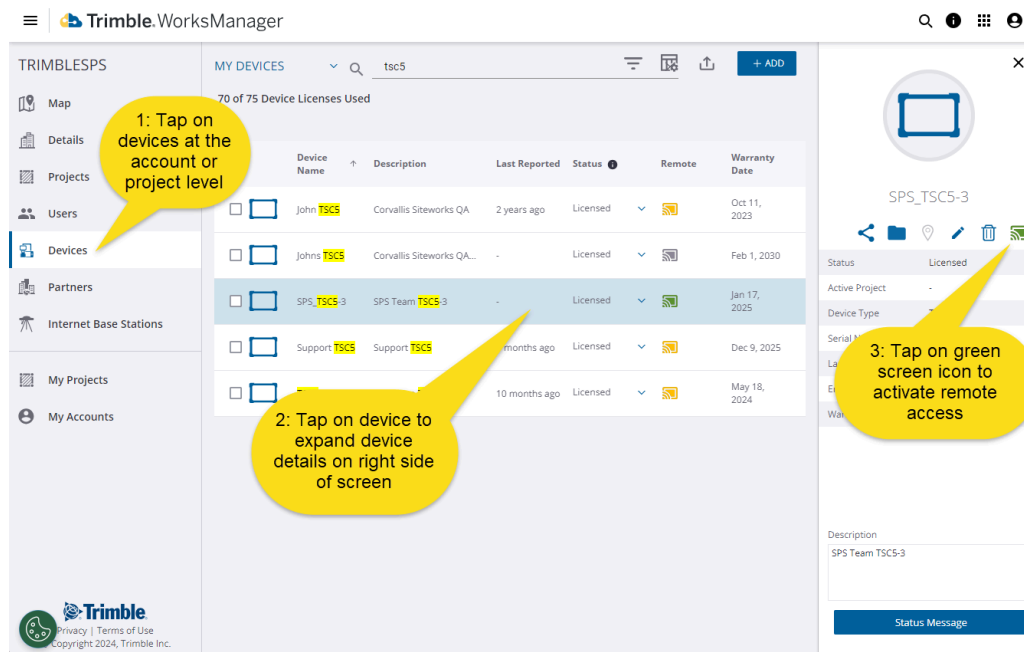 Trimble. WorksManager
TRIMBLESPS
Map
Details
Projects
Users
Devices
Partners
Internet Base Stations
My Projects
My Accounts
Trimble.
Privacy | Terms of Use
Copyright 2024, Trimble Inc.
1: Tap on
devices at the
account or
project level
MY DEVICES
tsc5
+ ADD
70 of 75 Device Licenses Used
Device Name Description Last Reported Status Remote Warranty Date
John TSC5 Corvallis Siteworks QA 2 years ago Licensed Oct 11, 2023
Johns TSC5 Corvallis Siteworks QA... - Licensed Feb 1, 2030
SPS_TSC5-3 SPS Team TSC5-3 - Licensed Jan 17, 2025
Support TSC5 Support TSC5 months ago Licensed Dec 9, 2025
10 months ago Licensed May 18, 2024
2: Tap on device to
expand device
details on right side
of screen
SPS_TSC5-3
Status Licensed
Active Project -
Device Type
Serial
3: Tap on green
screen icon to
activate remote
access
Description
SPS Team TSC5-3
Status Message